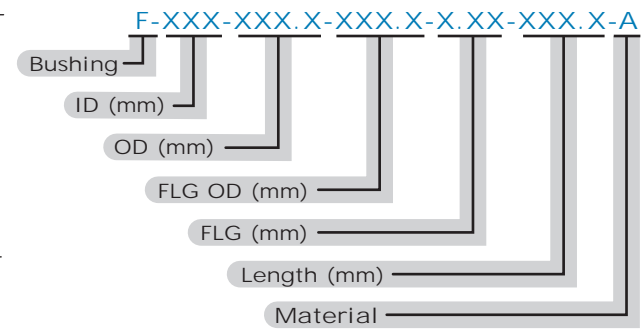 F-XXX-XXX.X-XXX.X-X.XX-XXX.X-A
Bushing
ID (mm)
OD (mm)
FLG OD (mm)
FLG (mm)
Length (mm)
Material